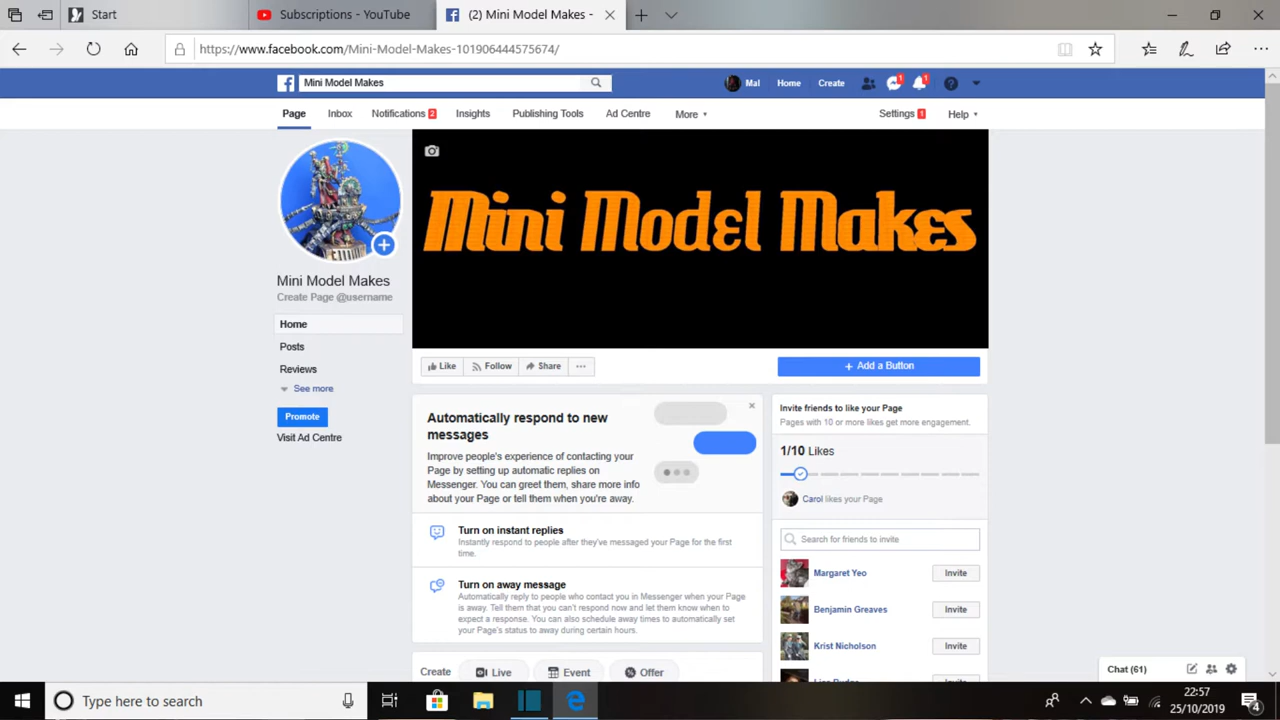 Start
Subscriptions - YouTube
(2) Mini Model Makes -
https://www.facebook.com/Mini-Model-Makes-101906444575674/
Mini Model Makes
Mal
Home
Create
1
1
Page
Inbox
Notifications 2
Insights
Publishing Tools
Ad Centre
More
Settings 1
Help
Mini Model Makes
Mini Model Makes
Create Page @username
Home
Posts
Reviews
See more
Promote
Visit Ad Centre
Like
Follow
Share
+ Add a Button
Automatically respond to new
messages
Improve people's experience of contacting your
Page by setting up automatic replies on
Messenger. You can greet them, share more info
about your Page or tell them when you're away.
Turn on instant replies
Instantly respond to people after they've messaged your Page for the first
time.
Turn on away message
Automatically reply to people who contact you in Messenger when your Page
is away. Tell them that you can't respond now and let them know when to
expect a response. You can also schedule away times to automatically set
your Page's status to away during certain hours.
Create
Live
Event
Offer
Invite friends to like your Page
Pages with 10 or more likes get more engagement.
1/10 Likes
Carol likes your Page
Search for friends to invite
Margaret Yeo
Invite
Benjamin Greaves
Invite
Krist Nicholson
Invite
Chat (61)
Type here to search
22:57
25/10/2019
4